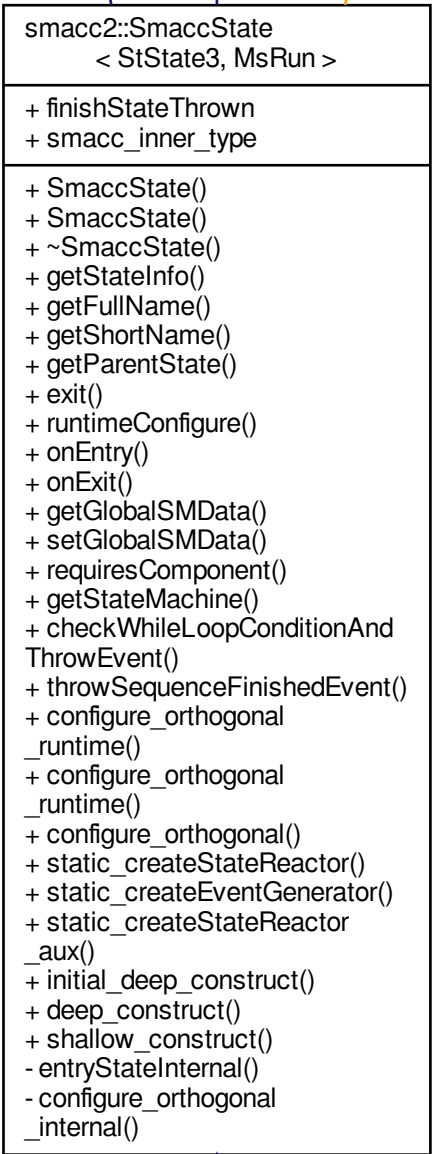 smacc2::SmaccState
< StState3, MsRun >
+ finishStateThrown
+ smacc_inner_type
+ SmaccState()
+ SmaccState()
+ ~SmaccState()
+ getStateInfo()
+ getFullName()
+ getShortName()
+ getParentState()
+ exit()
+ runtimeConfigure()
+ onEntry()
+ onExit()
+ getGlobalSMData()
+ setGlobalSMData()
+ requiresComponent()
+ getStateMachine()
+ checkWhileLoopConditionAnd
ThrowEvent()
+ throwSequenceFinishedEvent()
+ configure_orthogonal
_runtime()
+ configure_orthogonal
_runtime()
+ configure_orthogonal()
+ static_createStateReactor()
+ static_createEventGenerator()
+ static_createStateReactor
_aux()
+ initial_deep_construct()
+ deep_construct()
+ shallow_construct()
- entryStateInternal()
- configure_orthogonal
_internal()